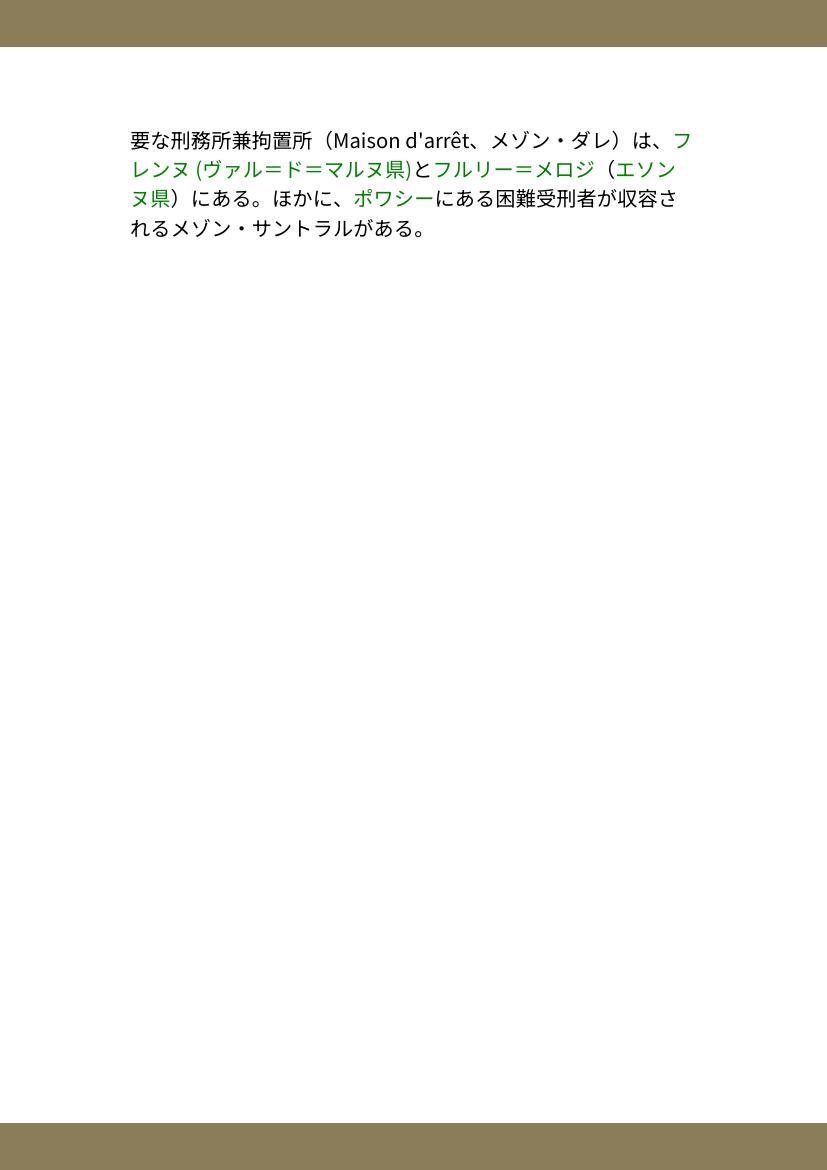 要な刑務所兼拘置所（Maison d'arrêt、メゾン・ダレ）は、フ
レンヌ (ヴァル＝ド＝マルヌ県)とフルリー＝メロジ（エソン
ヌ県）にある。ほかに、ポワシーにある困難受刑者が収容さ
れるメゾン・サントラルがある。